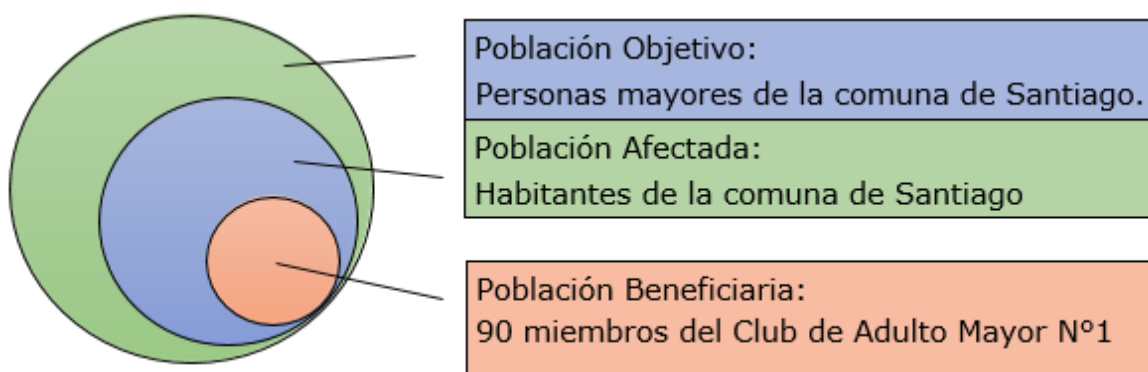 Población Objetivo:
Personas mayores de la comuna de Santiago.
Población Afectada:
Habitantes de la comuna de Santiago
Población Beneficiaria:
90 miembros del Club de Adulto Mayor Nº1